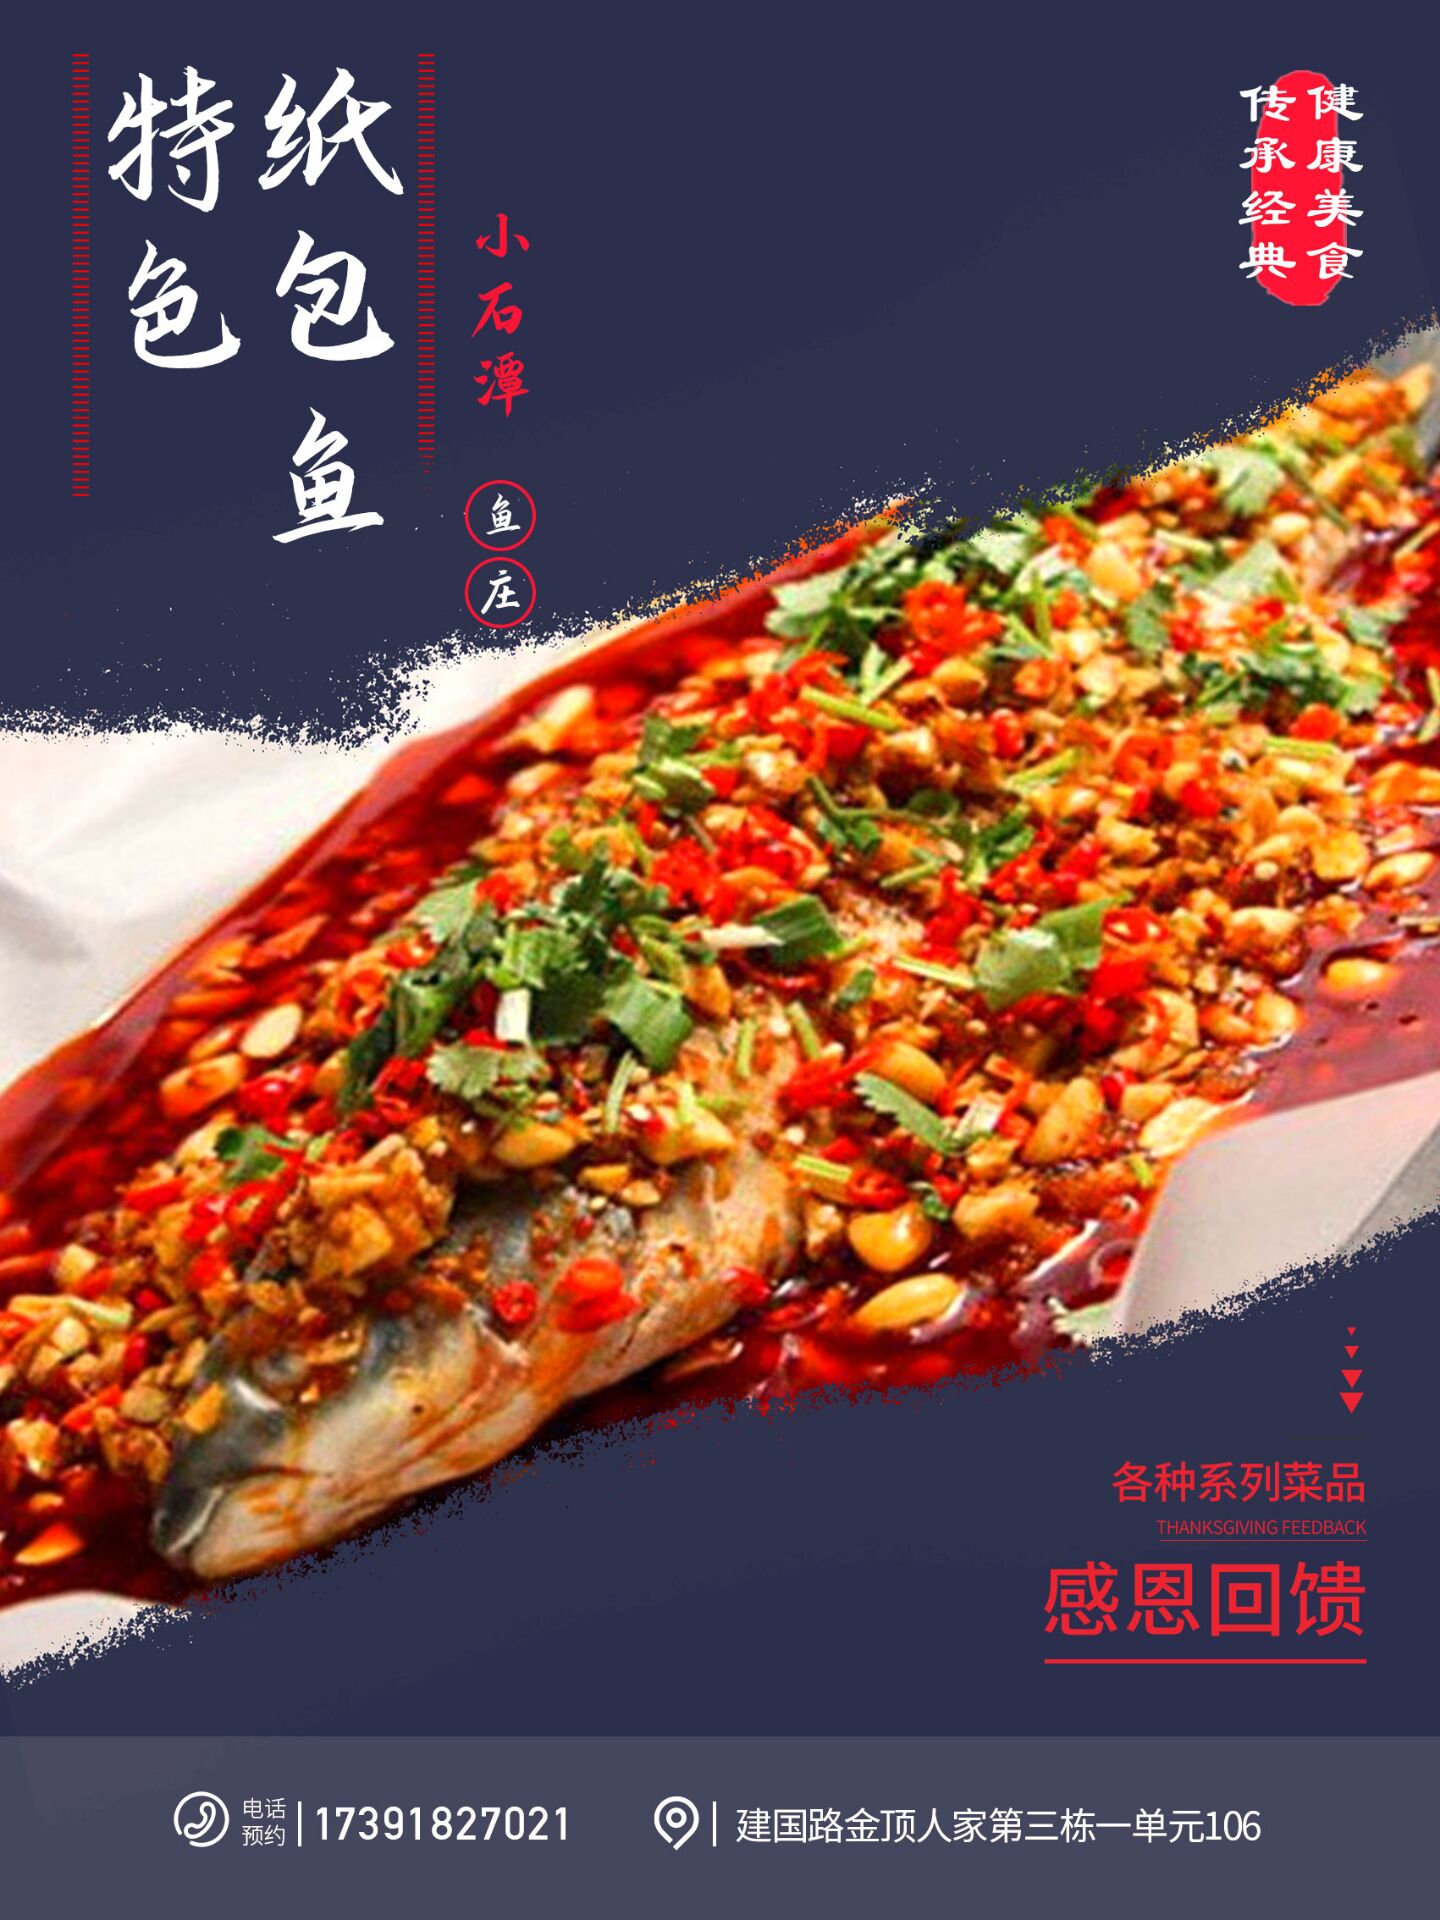 特色
纸包鱼
小石潭
鱼庄
健康美食
传承经典
各种系列菜品
THANKSGIVING FEEDBACK
感恩回馈
电话
预约
17391827021
建国路金顶人家第三栋一单元106